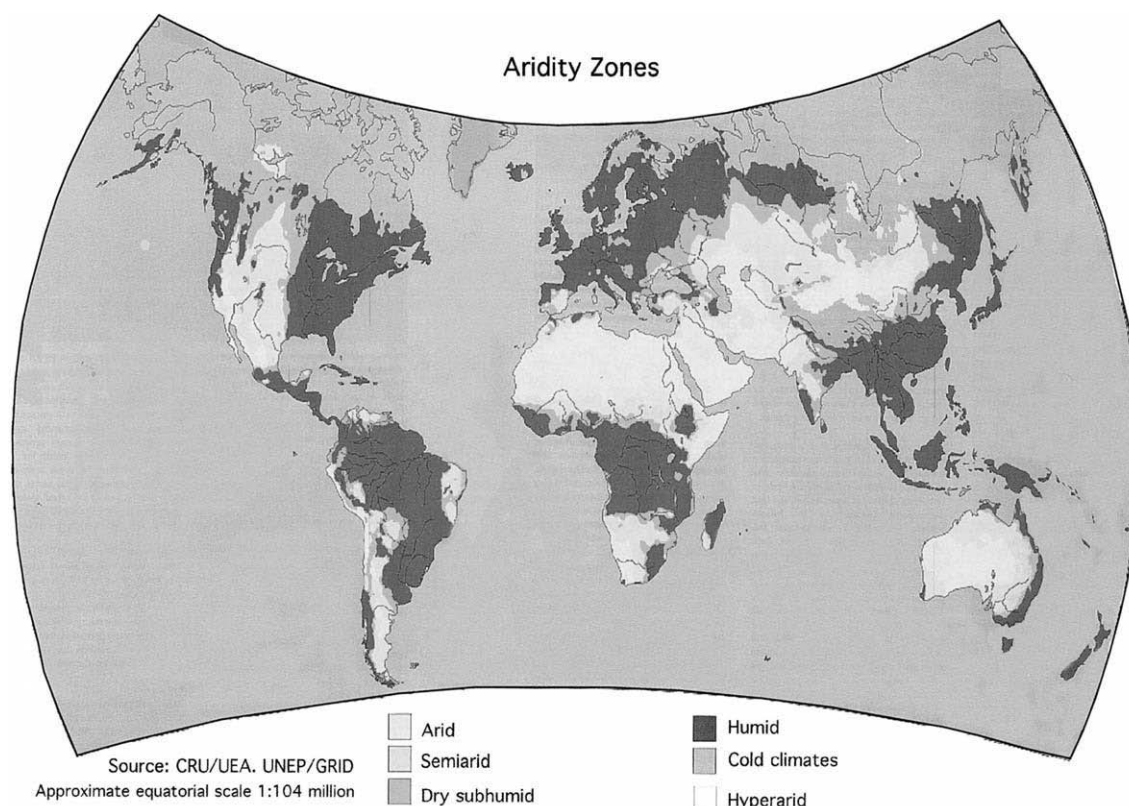 Aridity Zones
Arid
Semiarid
Dry subhumid
Humid
Cold climates
Hyperarid
Source: CRU/UEA. UNEP/GRID
Approximate equatorial scale 1:104 million